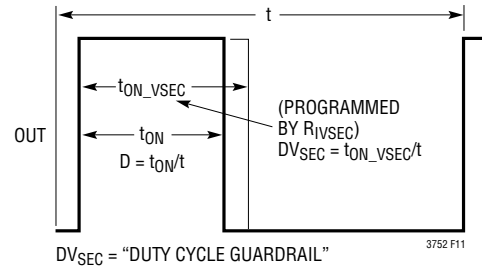 t
tON_VSEC
(PROGRAMMED
BY RIVSEC)
DVSEC = tON_VSEC/t
OUT
tON
D = tON/t
DVSEC = "DUTY CYCLE GUARDRAIL"
3752 F11